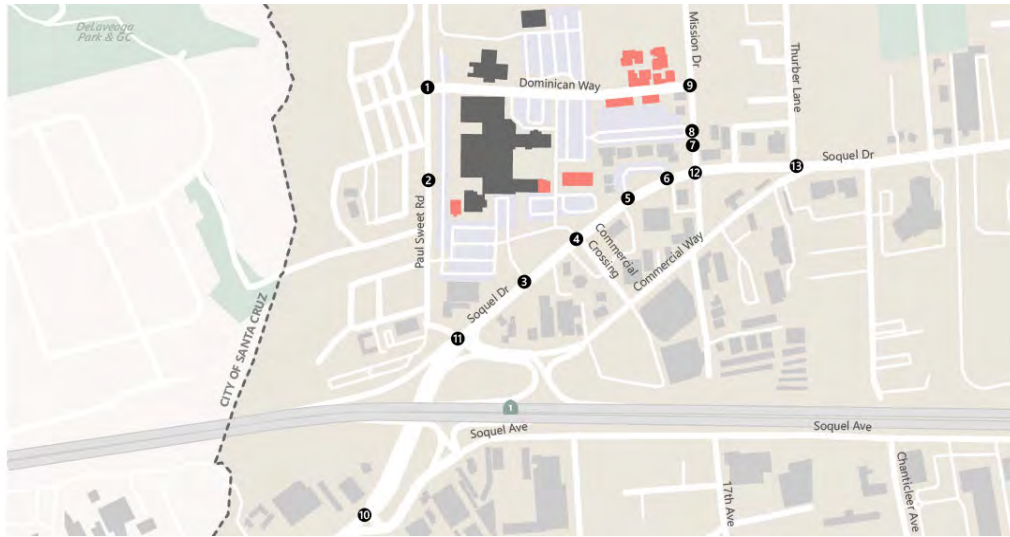 DeLaveaga
Park & GC
Mission Dr
Thurber Lane
1
Dominican Way
9
8
7
2
6
12
13
Soquel Dr
5
Paul Sweet Rd
4
Commercial
Crossing
Commercial Way
3
Soquel Dr
11
CITY OF SANTA CRUZ
1
Soquel Ave
Soquel Ave
10
17th Ave
Chanticleer Ave